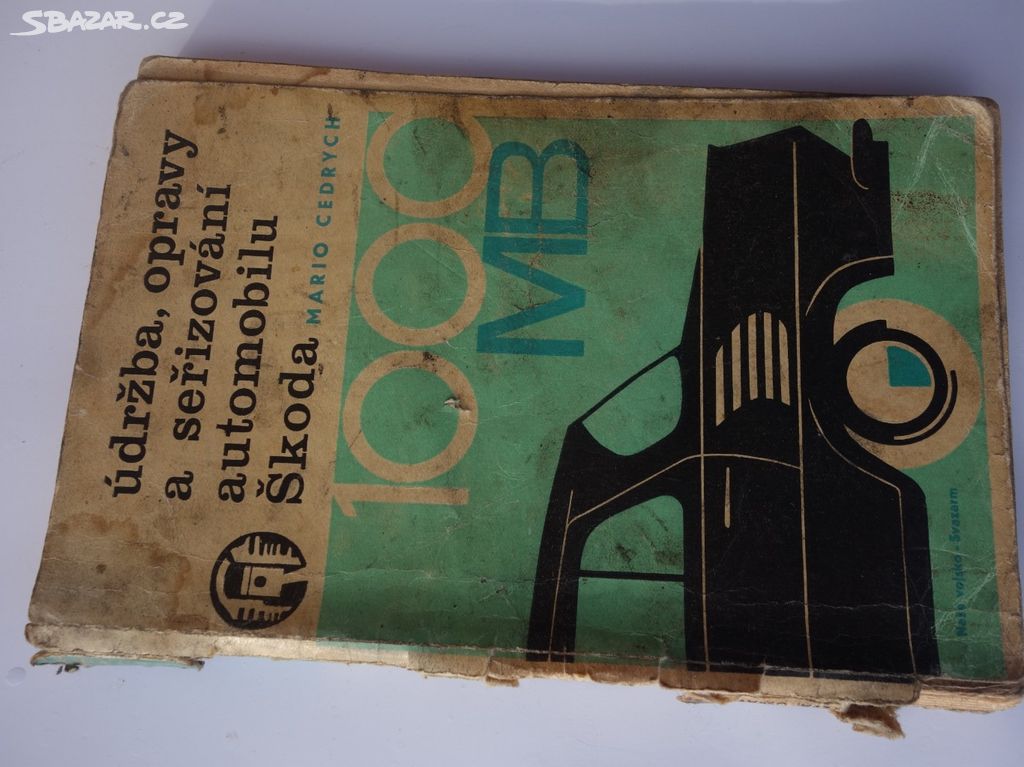 SBAZAR.CZ
údržba, opravy
a seřizování
automobilu
Škoda
MARIO CEDRYCH
1000
MB
Naše vojsko - Svazarm